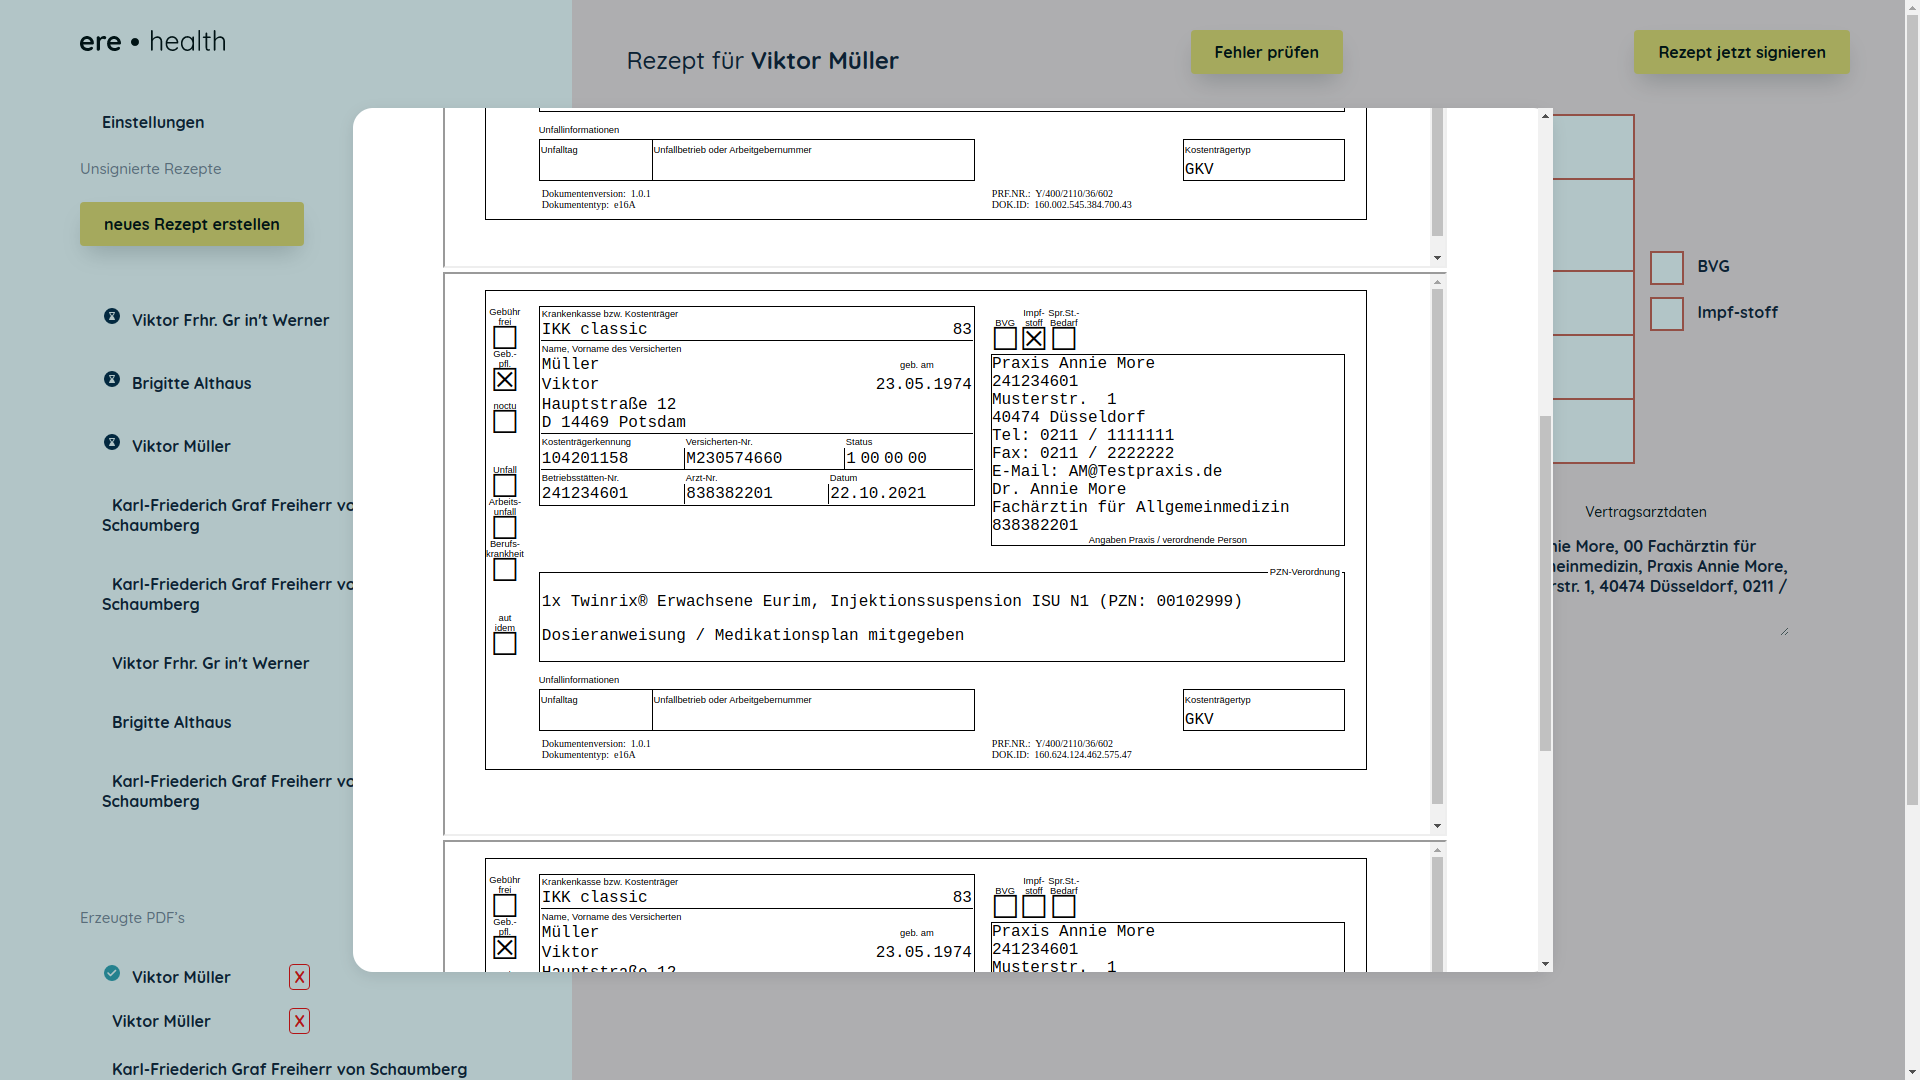 ere • health
Einstellungen
Unsignierte Rezepte
neues Rezept erstellen
Viktor Frhr. Gr in't Werner
Brigitte Althaus
Viktor Müller
Karl-Friederich Graf Freiherr vo
Schaumberg
Karl-Friederich Graf Freiherr vo
Schaumberg
Viktor Frhr. Gr in't Werner
Brigitte Althaus
Karl-Friederich Graf Freiherr vo
Schaumberg
Erzeugte PDF's
Viktor Müller X
Viktor Müller X
Karl-Friederich Graf Freiherr von Schaumberg
Rezept für Viktor Müller
Fehler prüfen
Rezept jetzt signieren
Unfallinformationen
Unfalltag
Unfallbetrieb oder Arbeitgebernummer
Kostenträgertyp
GKV
Dokumentenversion: 1.0.1
Dokumententyp: e16A
PRF.NR.: Y/400/2110/36/602
DOK.ID: 160.002.545.384.700.43
Gebühr
frei
Geb.-
pfl.
noctu
Unfall
Arbeits-
unfall
Berufs-
krankheit
aut
idem
Krankenkasse bzw. Kostenträger
IKK classic 83
Name, Vorname des Versicherten
Müller geb. am
Viktor 23.05.1974
Hauptstraße 12
D 14469 Potsdam
Kostenträgerkennung Versicherten-Nr. Status
104201158 M230574660 1 00 00 00
Betriebsstätten-Nr. Arzt-Nr. Datum
241234601 838382201 22.10.2021
BVG
Impf-
stoff
Spr.St.-
Bedarf
Praxis Annie More
241234601
Musterstr. 1
40474 Düsseldorf
Tel: 0211 / 1111111
Fax: 0211 / 2222222
E-Mail: AM@Testpraxis.de
Dr. Annie More
Fachärztin für Allgemeinmedizin
838382201
Angaben Praxis / verordnende Person
PZN-Verordnung
1x Twinrix® Erwachsene Eurim, Injektionssuspension ISU N1 (PZN: 00102999)
Dosieranweisung / Medikationsplan mitgegeben
Unfallinformationen
Unfalltag
Unfallbetrieb oder Arbeitgebernummer
Kostenträgertyp
GKV
Dokumentenversion: 1.0.1
Dokumententyp: e16A
PRF.NR.: Y/400/2110/36/602
DOK.ID: 160.624.124.462.575.47
Gebühr
frei
Geb.-
pfl.
Krankenkasse bzw. Kostenträger
IKK classic 83
Name, Vorname des Versicherten
Müller geb. am
Viktor 23.05.1974
Hauptstraße 12
BVG
Impf-
stoff
Spr.St.-
Bedarf
Praxis Annie More
241234601
Musterstr. 1
BVG
Impf-stoff
Vertragsarztdaten
nie More, 00 Fachärztin für
einmedizin, Praxis Annie More,
rstr. 1, 40474 Düsseldorf, 0211 /